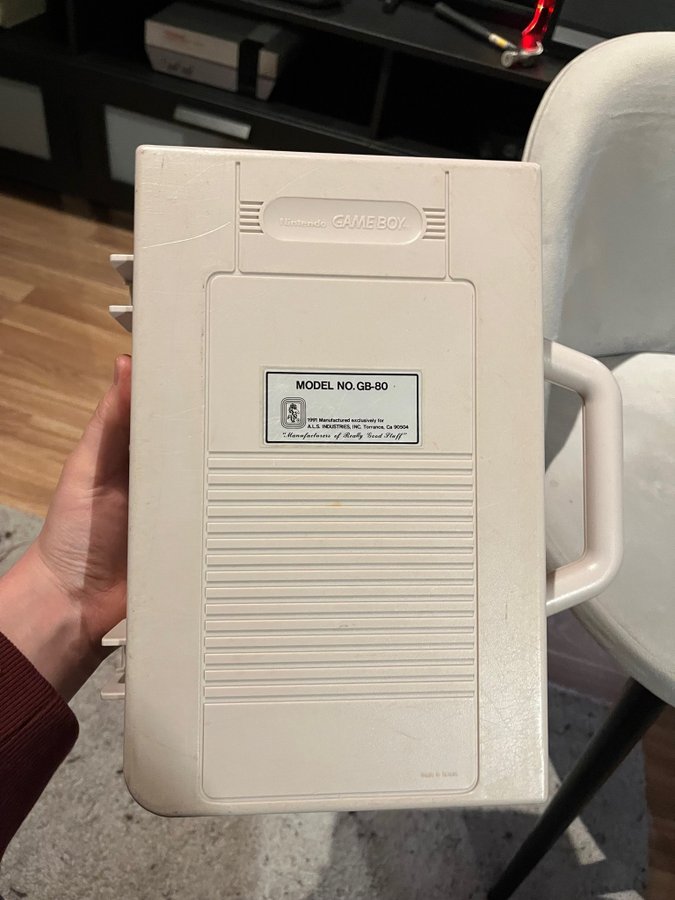 Nintendo GAME BOY
MODEL NO. GB-80
1991 Manufactured exclusively for
A.L.S. INDUSTRIES, INC. Torrance, Ca 90504
"Manufacturers of Really Good Stuff"